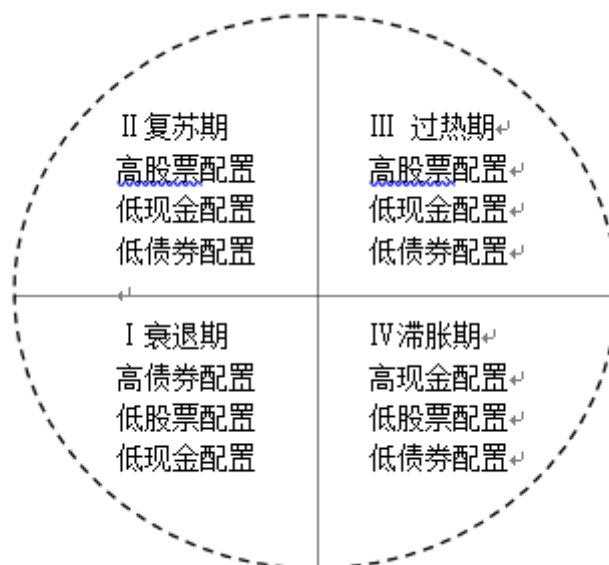 Ⅱ复苏期
高股票配置
低现金配置
低债券配置
Ⅲ 过热期
高股票配置
低现金配置
低债券配置
Ⅰ衰退期
高债券配置
低股票配置
低现金配置
Ⅳ滞胀期
高现金配置
低股票配置
低债券配置